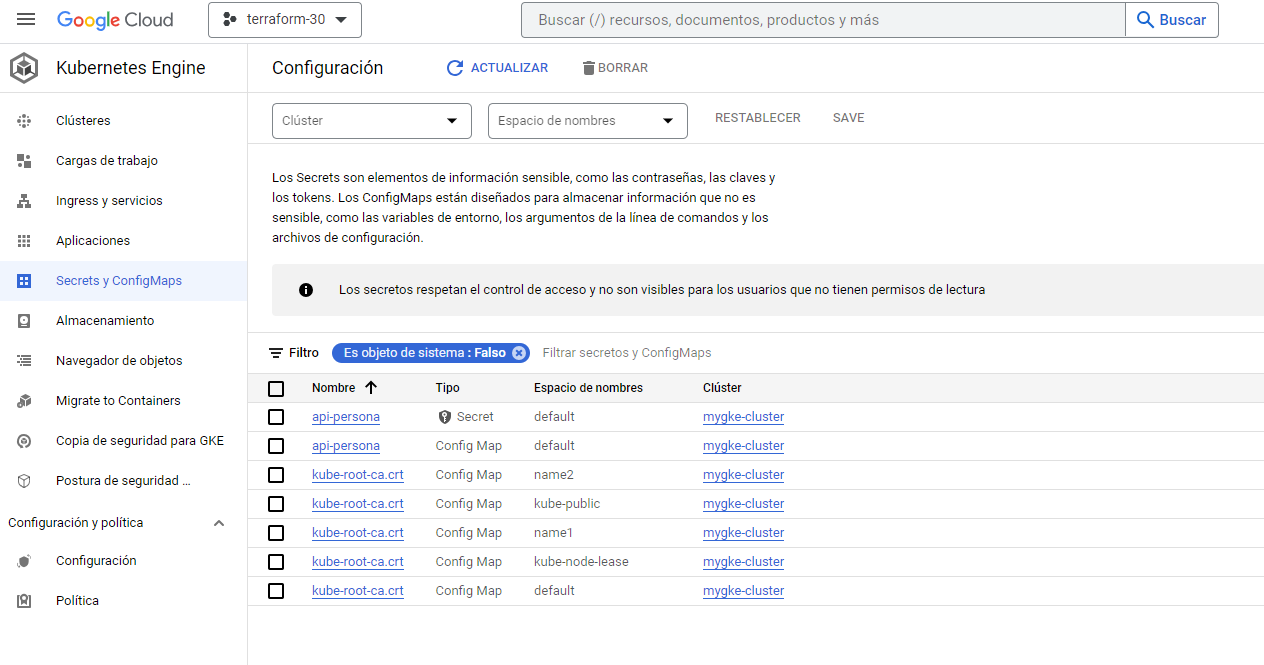 Google Cloud
terraform-30
Buscar (/) recursos, documentos, productos y más
Buscar
Kubernetes Engine
Configuración
ACTUALIZAR
BORRAR
Clústeres
Cargas de trabajo
Ingress y servicios
Aplicaciones
Secrets y ConfigMaps
Almacenamiento
Navegador de objetos
Migrate to Containers
Copia de seguridad para GKE
Postura de seguridad ...
Configuración y política
Configuración
Política
Clúster
Espacio de nombres
RESTABLECER
SAVE
Los Secrets son elementos de información sensible, como las contraseñas, las claves y
los tokens. Los ConfigMaps están diseñados para almacenar información que no es
sensible, como las variables de entorno, los argumentos de la línea de comandos y los
archivos de configuración.
Los secretos respetan el control de acceso y no son visibles para los usuarios que no tienen permisos de lectura
Filtro
Es objeto de sistema : Falso
Filtrar secretos y ConfigMaps
Nombre Tipo Espacio de nombres Clúster
api-persona Secret default mygke-cluster
api-persona Config Map default mygke-cluster
kube-root-ca.crt Config Map name2 mygke-cluster
kube-root-ca.crt Config Map kube-public mygke-cluster
kube-root-ca.crt Config Map name1 mygke-cluster
kube-root-ca.crt Config Map kube-node-lease mygke-cluster
kube-root-ca.crt Config Map default mygke-cluster